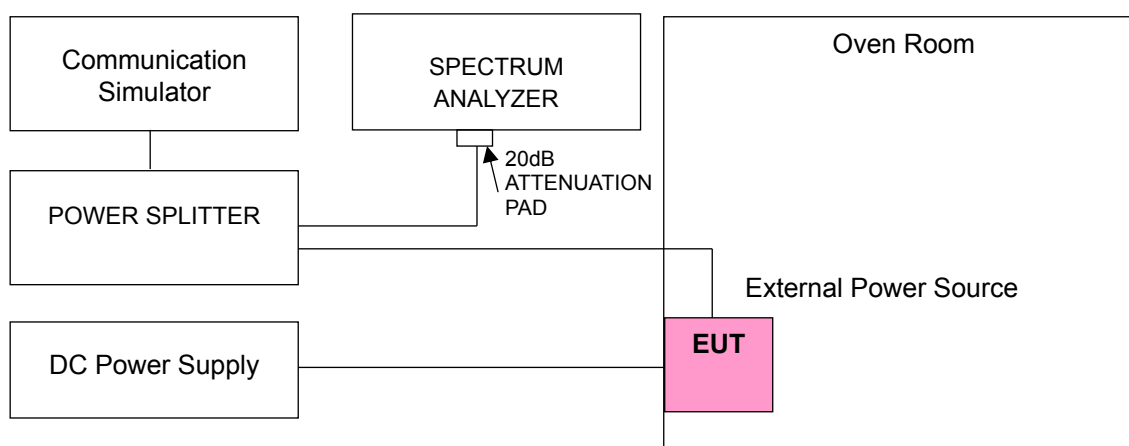 Communication
Simulator
SPECTRUM
ANALYZER
Oven Room
20dB
ATTENUATION
PAD
POWER SPLITTER
External Power Source
EUT
DC Power Supply